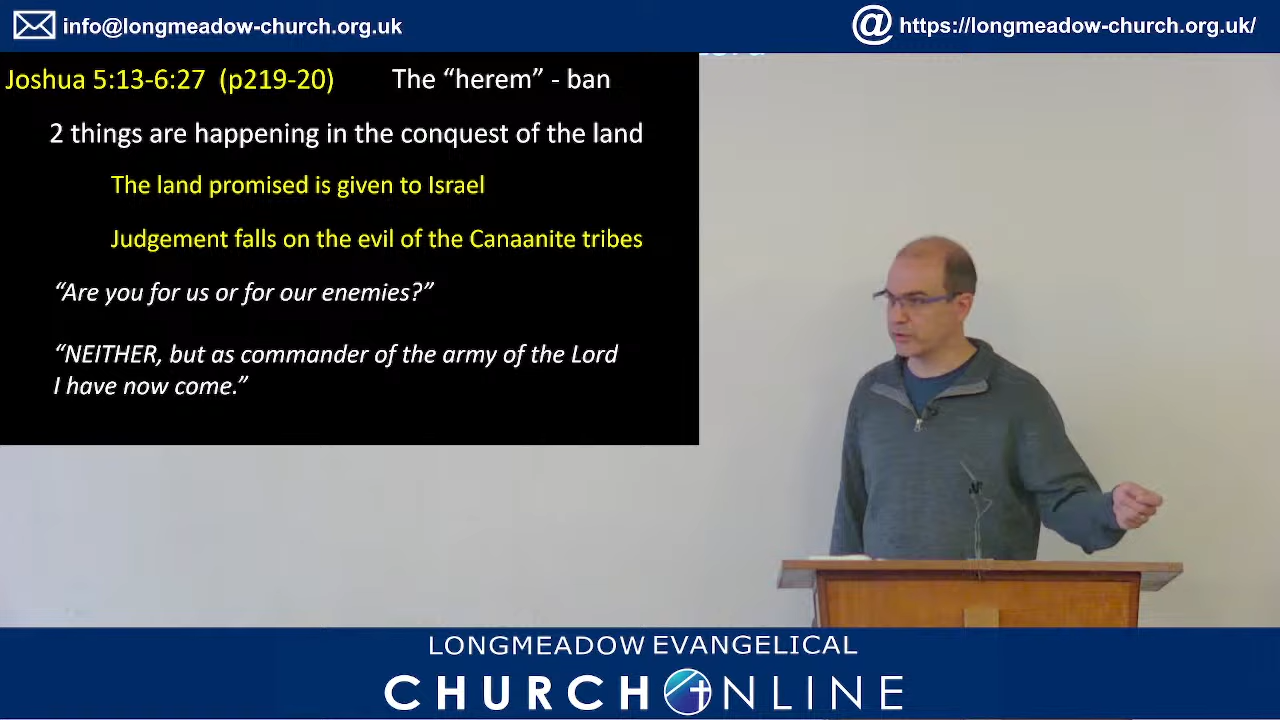 info@longmeadow-church.org.uk
https://longmeadow-church.org.uk/
Joshua 5:13-6:27 (p219-20) The “herem” - ban
2 things are happening in the conquest of the land
The land promised is given to Israel
Judgement falls on the evil of the Canaanite tribes
“Are you for us or for our enemies?”
“NEITHER, but as commander of the army of the Lord
I have now come.”
LONGMEADOW EVANGELICAL
CHURCH ONLINE